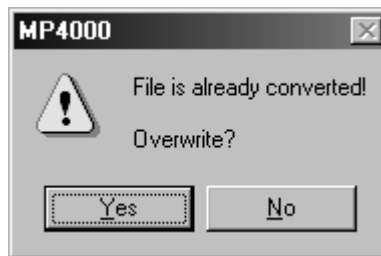 MP4000
File is already converted!
Overwrite?
Yes
No